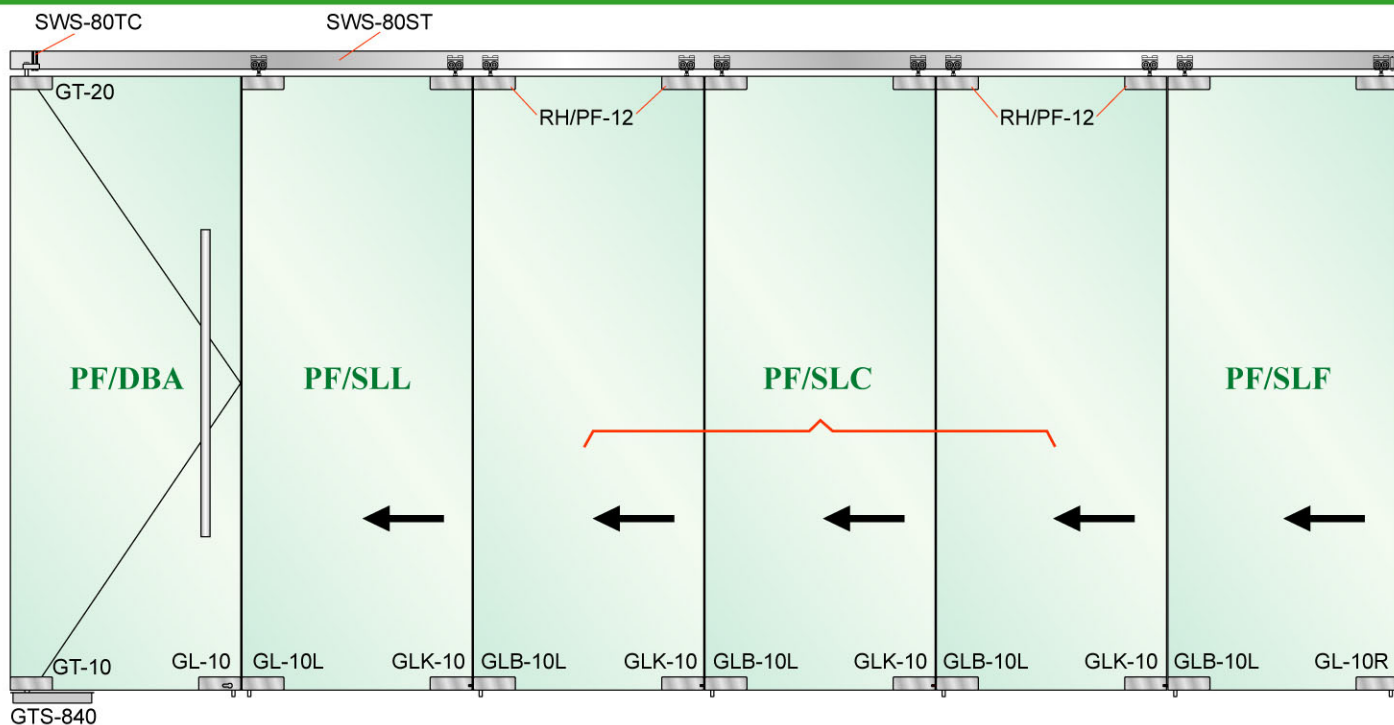 SWS-80TC
SWS-80ST
GT-20
RH/PF-12
RH/PF-12
PF/DBA
PF/SLL
PF/SLC
PF/SLF
GT-10
GL-10
GL-10L
GLK-10
GLB-10L
GLK-10
GLB-10L
GLK-10
GLB-10L
GLK-10
GLB-10L
GL-10R
GTS-840